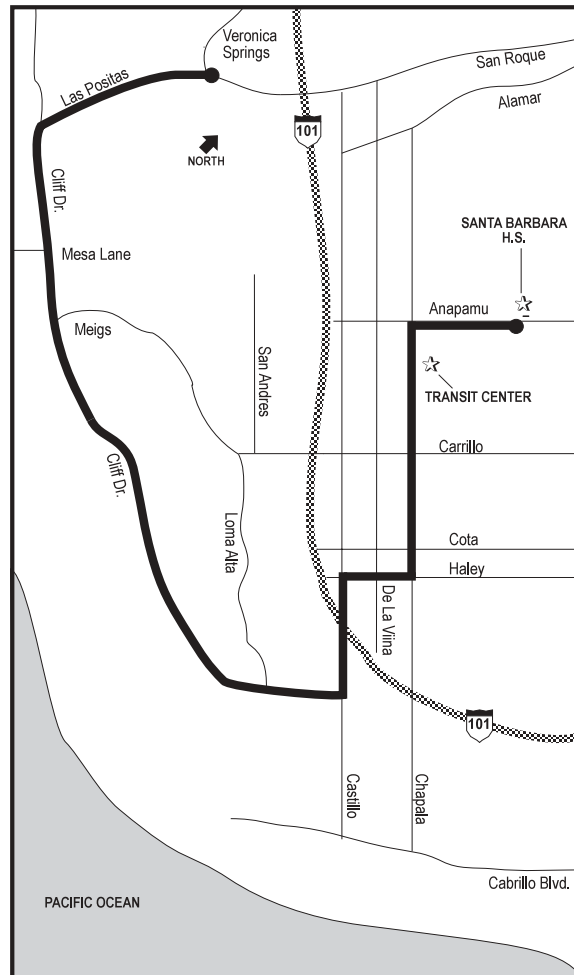 Veronica
Springs
San Roque
Las Positas
Alamar
101
NORTH
Cliff Dr.
SANTA BARBARA
H.S.
Mesa Lane
Anapamu
Meigs
San Andres
TRANSIT CENTER
Carrillo
Cliff Dr.
Loma Alta
Cota
Haley
De La Viina
101
Castillo
Chapala
Cabrillo Blvd.
PACIFIC OCEAN